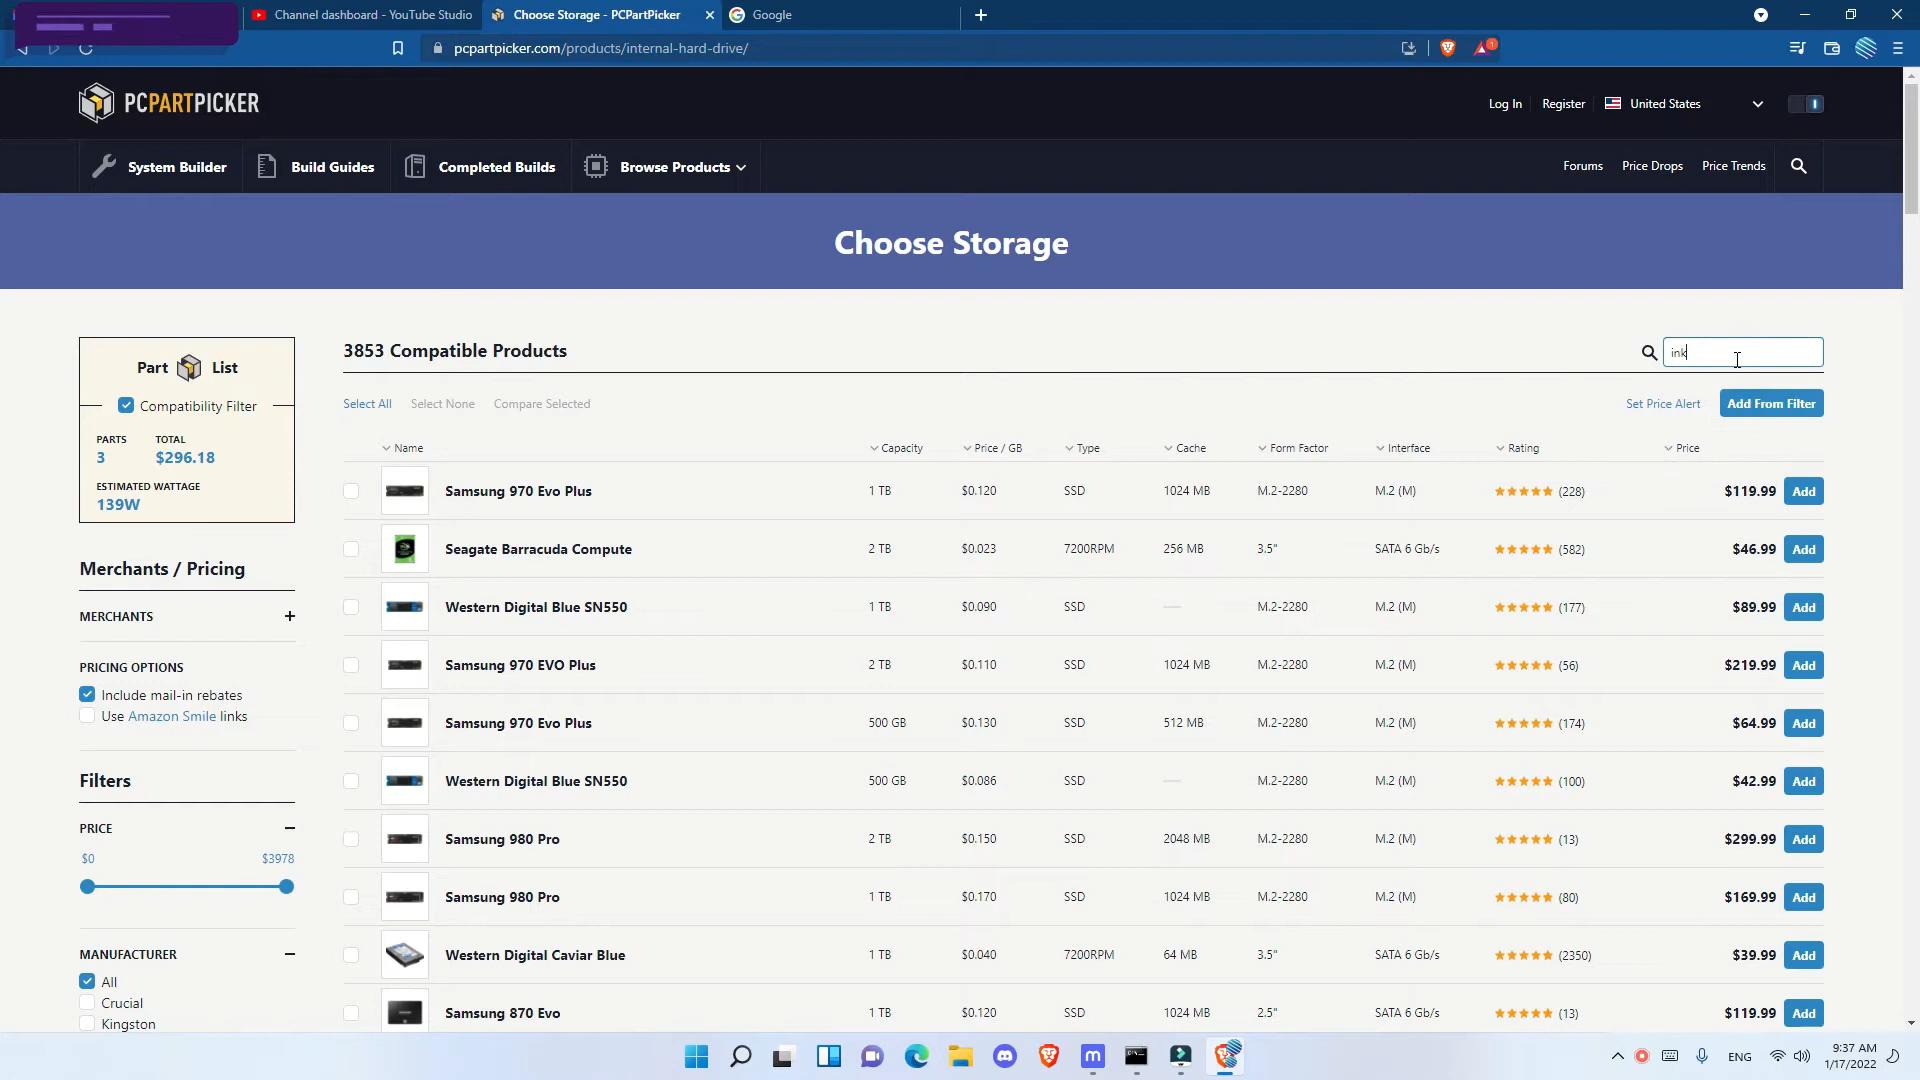 Channel dashboard - YouTube Studio
Choose Storage - PCPartPicker
Google
pcpartpicker.com/products/internal-hard-drive/
1
PCPARTPICKER
Log In
Register
United States
System Builder
Build Guides
Completed Builds
Browse Products
Forums
Price Drops
Price Trends
Choose Storage
Part List
Compatibility Filter
PARTS TOTAL
3 $296.18
ESTIMATED WATTAGE
139W
Merchants / Pricing
MERCHANTS +
PRICING OPTIONS
Include mail-in rebates
Use Amazon Smile links
Filters
PRICE
$0 $3978
MANUFACTURER
All
Crucial
Kingston
3853 Compatible Products
ink
Select All Select None Compare Selected
Set Price Alert Add From Filter
Name Capacity Price / GB Type Cache Form Factor Interface Rating Price
Samsung 970 Evo Plus 1 TB $0.120 SSD 1024 MB M.2-2280 M.2 (M) (228) $119.99 Add
Seagate Barracuda Compute 2 TB $0.023 7200RPM 256 MB 3.5" SATA 6 Gb/s (582) $46.99 Add
Western Digital Blue SN550 1 TB $0.090 SSD M.2-2280 M.2 (M) (177) $89.99 Add
Samsung 970 EVO Plus 2 TB $0.110 SSD 1024 MB M.2-2280 M.2 (M) (56) $219.99 Add
Samsung 970 Evo Plus 500 GB $0.130 SSD 512 MB M.2-2280 M.2 (M) (174) $64.99 Add
Western Digital Blue SN550 500 GB $0.086 SSD M.2-2280 M.2 (M) (100) $42.99 Add
Samsung 980 Pro 2 TB $0.150 SSD 2048 MB M.2-2280 M.2 (M) (13) $299.99 Add
Samsung 980 Pro 1 TB $0.170 SSD 1024 MB M.2-2280 M.2 (M) (80) $169.99 Add
Western Digital Caviar Blue 1 TB $0.040 7200RPM 64 MB 3.5" SATA 6 Gb/s (2350) $39.99 Add
Samsung 870 Evo 1 TB $0.120 SSD 1024 MB 2.5" SATA 6 Gb/s (13) $119.99 Add
ENG
9:37 AM
1/17/2022